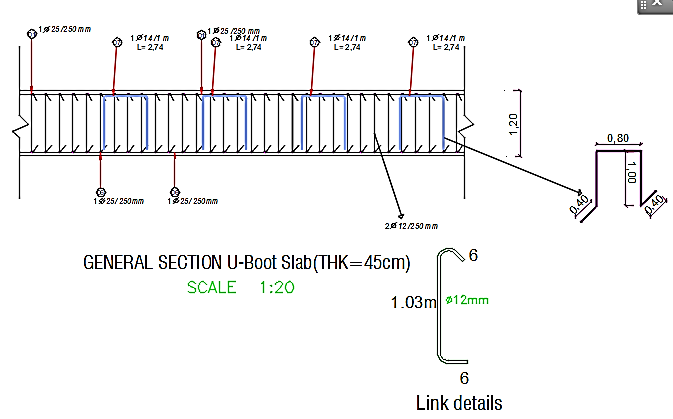 1Ø25/250mm
1Ø14/1m
L= 2,74
1Ø25/250mm
1Ø14/1m
L= 2,74
1Ø14/1m
L= 2,74
1Ø14/1m
L= 2,74
1,20
0,80
1,00
0,40
0,40
1Ø25/250mm
1Ø25/250mm
2Ø12/250mm
GENERAL SECTION U-Boot Slab(THK=45cm)
SCALE 1:20
6
1.03m
Ø12mm
6
Link details